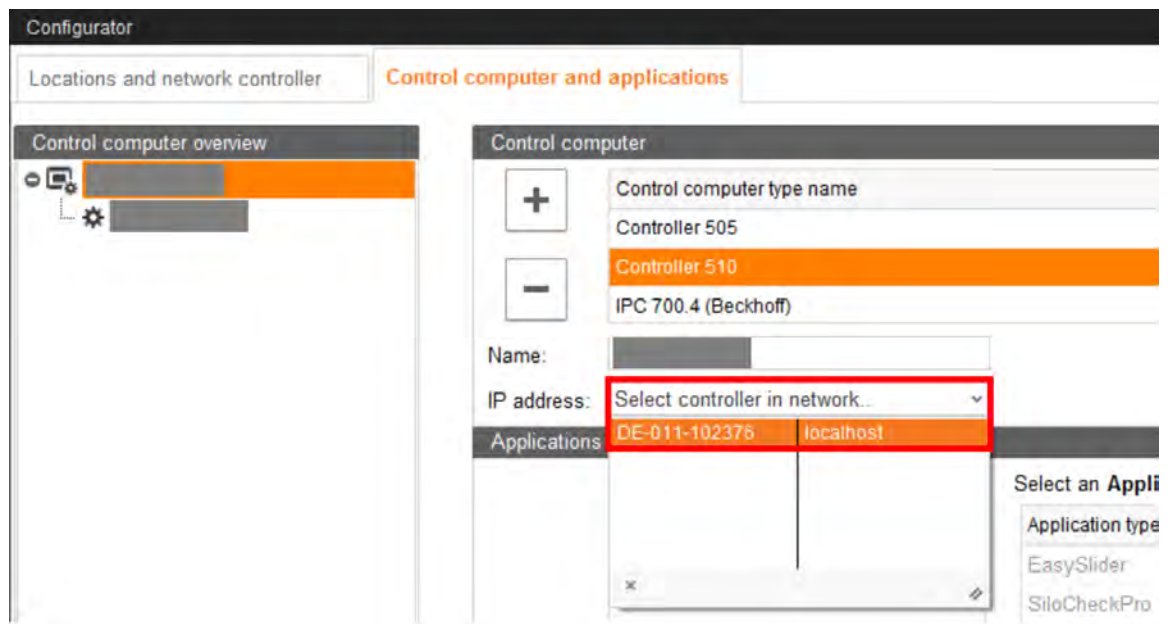 Configurator
Locations and network controller
Control computer and applications
Control computer overview
Control computer
Control computer type name
Controller 505
Controller 510
IPC 700.4 (Beckhoff)
Name:
IP address:
Select controller in network...
DE-011-102376
localhost
Applications
Select an Appli
Application type
EasySlider
SiloCheckPro